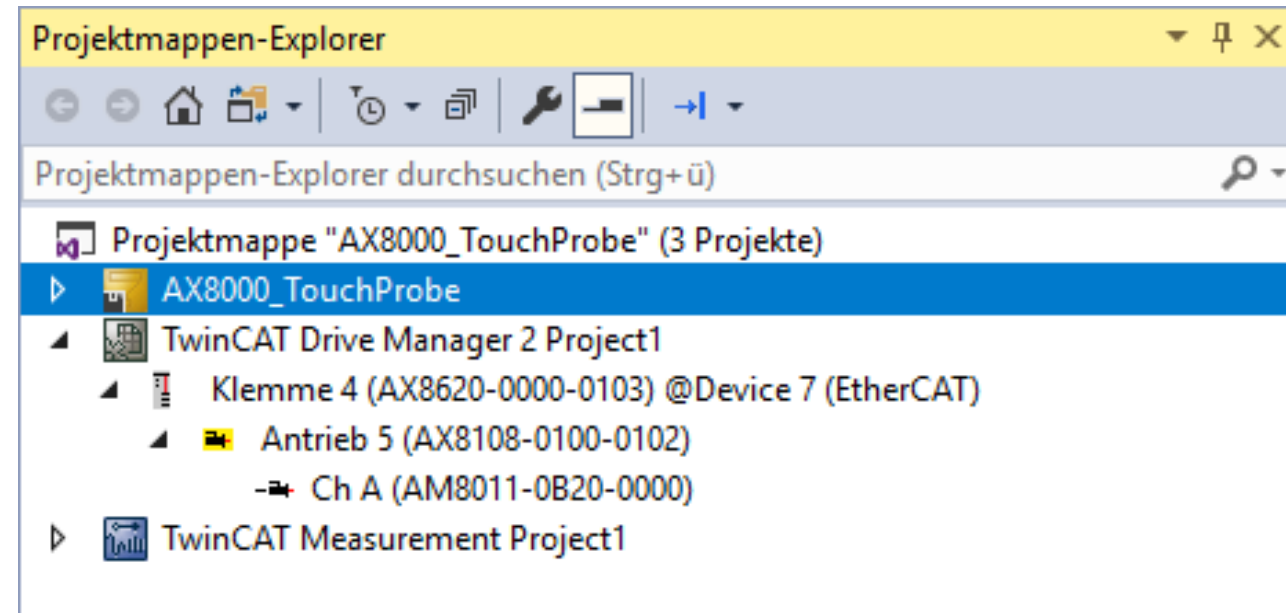 Projektmappen-Explorer
Projektmappen-Explorer durchsuchen (Strg+ü)
Projektmappe "AX8000_TouchProbe" (3 Projekte)
AX8000_TouchProbe
TwinCAT Drive Manager 2 Project1
Klemme 4 (AX8620-0000-0103) @Device 7 (EtherCAT)
Antrieb 5 (AX8108-0100-0102)
Ch A (AM8011-0B20-0000)
TwinCAT Measurement Project1